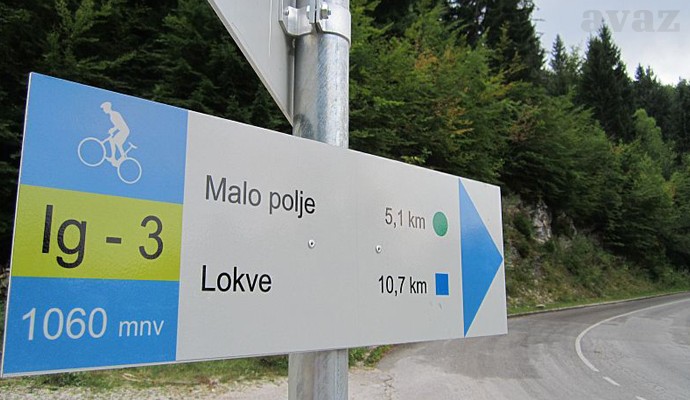 avaz
Ig - 3
1060 mnv
Malo polje 5,1 km
Lokve 10,7 km